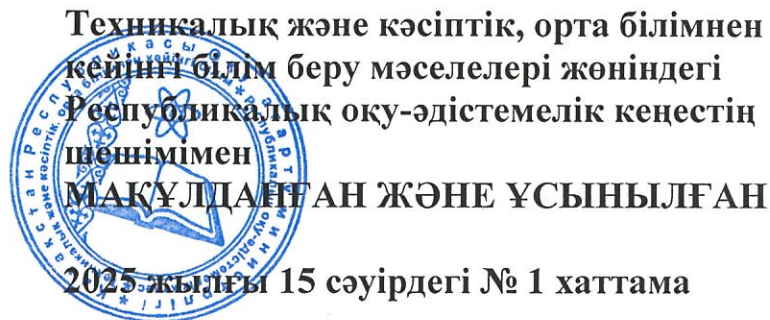 Техникалық және кәсіптік, орта білімнен
кейінгі білім беру мәселелері жөніндегі
Республикалық оқу-әдістемелік кеңестің
шешімімен
МАҚҰЛДАНҒАН ЖӘНЕ ҰСЫНЫЛҒАН
2025 жылғы 15 сәуірдегі № 1 хаттама